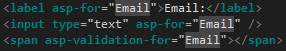 <label asp-for="Email">Email:</label>
<input type="text" asp-for="Email" />
<span asp-validation-for="Email"></span>